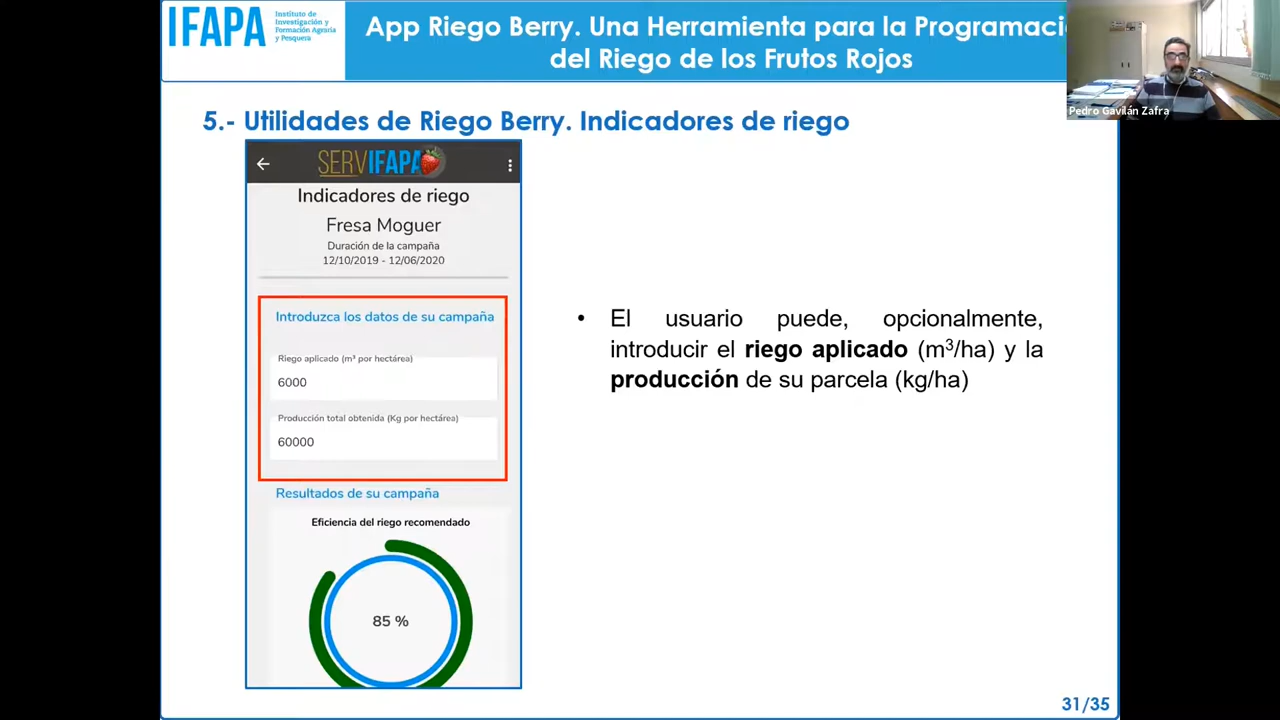 IFAPA
Instituto de
Investigación y
Formación Agraria
y Pesquera
App Riego Berry. Una Herramienta para la Programaci
del Riego de los Frutos Rojos
Pedro Gavilán Zafra
5.- Utilidades de Riego Berry. Indicadores de riego
SERVIFAPA
Indicadores de riego
Fresa Moguer
Duración de la campaña
12/10/2019 - 12/06/2020
Introduzca los datos de su campaña
Riego aplicado (m³ por hectárea)
6000
Producción total obtenida (Kg por hectárea)
60000
Resultados de su campaña
Eficiencia del riego recomendado
85 %
• El usuario puede, opcionalmente,
introducir el riego aplicado (m³/ha) y la
producción de su parcela (kg/ha)
31/35